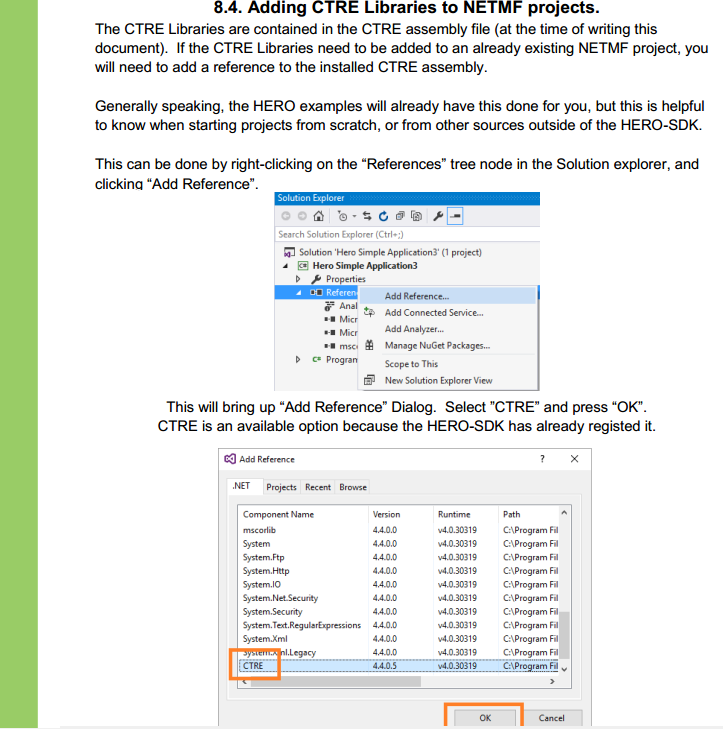 8.4. Adding CTRE Libraries to NETMF projects.
The CTRE Libraries are contained in the CTRE assembly file (at the time of writing this
document). If the CTRE Libraries need to be added to an already existing NETMF project, you
will need to add a reference to the installed CTRE assembly.
Generally speaking, the HERO examples will already have this done for you, but this is helpful
to know when starting projects from scratch, or from other sources outside of the HERO-SDK.
This can be done by right-clicking on the “References” tree node in the Solution explorer, and
clicking “Add Reference”.
Solution Explorer
Search Solution Explorer (Ctrl+;)
Solution 'Hero Simple Application3' (1 project)
C# Hero Simple Application3
Properties
Referen
Add Reference...
Anal
Add Connected Service...
Micr
Add Analyzer...
Micr
Manage NuGet Packages...
msc
Scope to This
C# Program
New Solution Explorer View
This will bring up “Add Reference” Dialog. Select ”CTRE” and press “OK”.
CTRE is an available option because the HERO-SDK has already registed it.
Add Reference ? X
.NET Projects Recent Browse
Component Name Version Runtime Path
mscorlib 4.4.0.0 v4.0.30319 C:\Program Fil
System 4.4.0.0 v4.0.30319 C:\Program Fil
System.Ftp 4.4.0.0 v4.0.30319 C:\Program Fil
System.Http 4.4.0.0 v4.0.30319 C:\Program Fil
System.IO 4.4.0.0 v4.0.30319 C:\Program Fil
System.Net.Security 4.4.0.0 v4.0.30319 C:\Program Fil
System.Security 4.4.0.0 v4.0.30319 C:\Program Fil
System.Text.RegularExpressions 4.4.0.0 v4.0.30319 C:\Program Fil
System.Xml 4.4.0.0 v4.0.30319 C:\Program Fil
System.Xml.Legacy 4.4.0.0 v4.0.30319 C:\Program Fil
CTRE 4.4.0.5 v4.0.30319 C:\Program Fil
OK Cancel